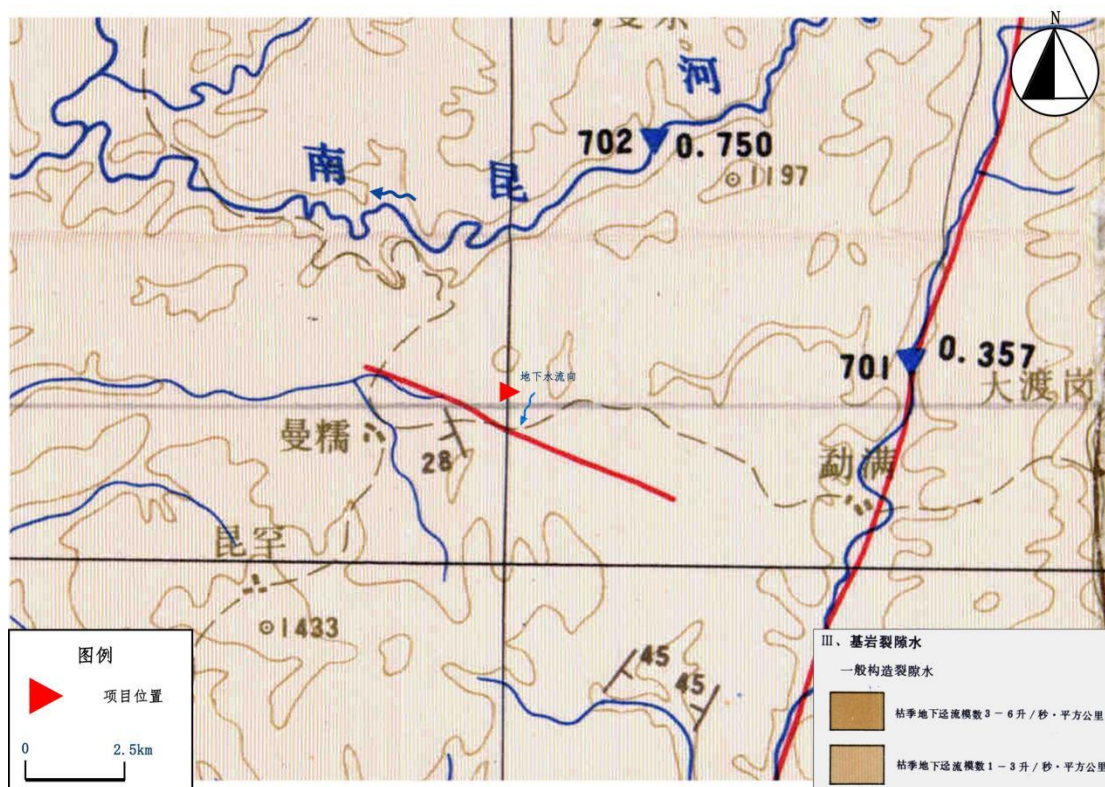 N
河
702
0.750
南
昆
1197
701
0.357
地下水流向
大渡岗
曼糯
28
勐满
昆罕
1433
45
45
图例
项目位置
0
2.5km
III、基岩裂隙水
一般构造裂隙水
枯季地下迳流模数 3－6升/秒·平方公里
枯季地下迳流模数 1－3升/秒·平方公里